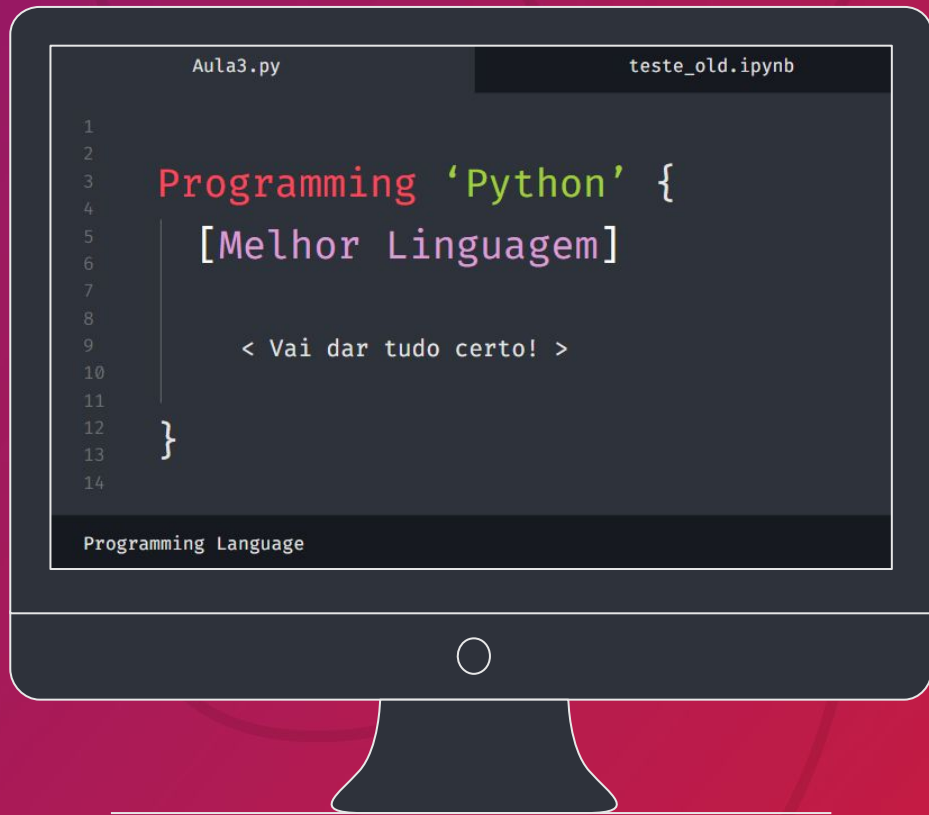 Aula3.py teste_old.ipynb
1
2
3 Programming ‘Python’ {
4
5 [Melhor Linguagem]
6
7
8
9 < Vai dar tudo certo! >
10
11
12 }
13
14
Programming Language